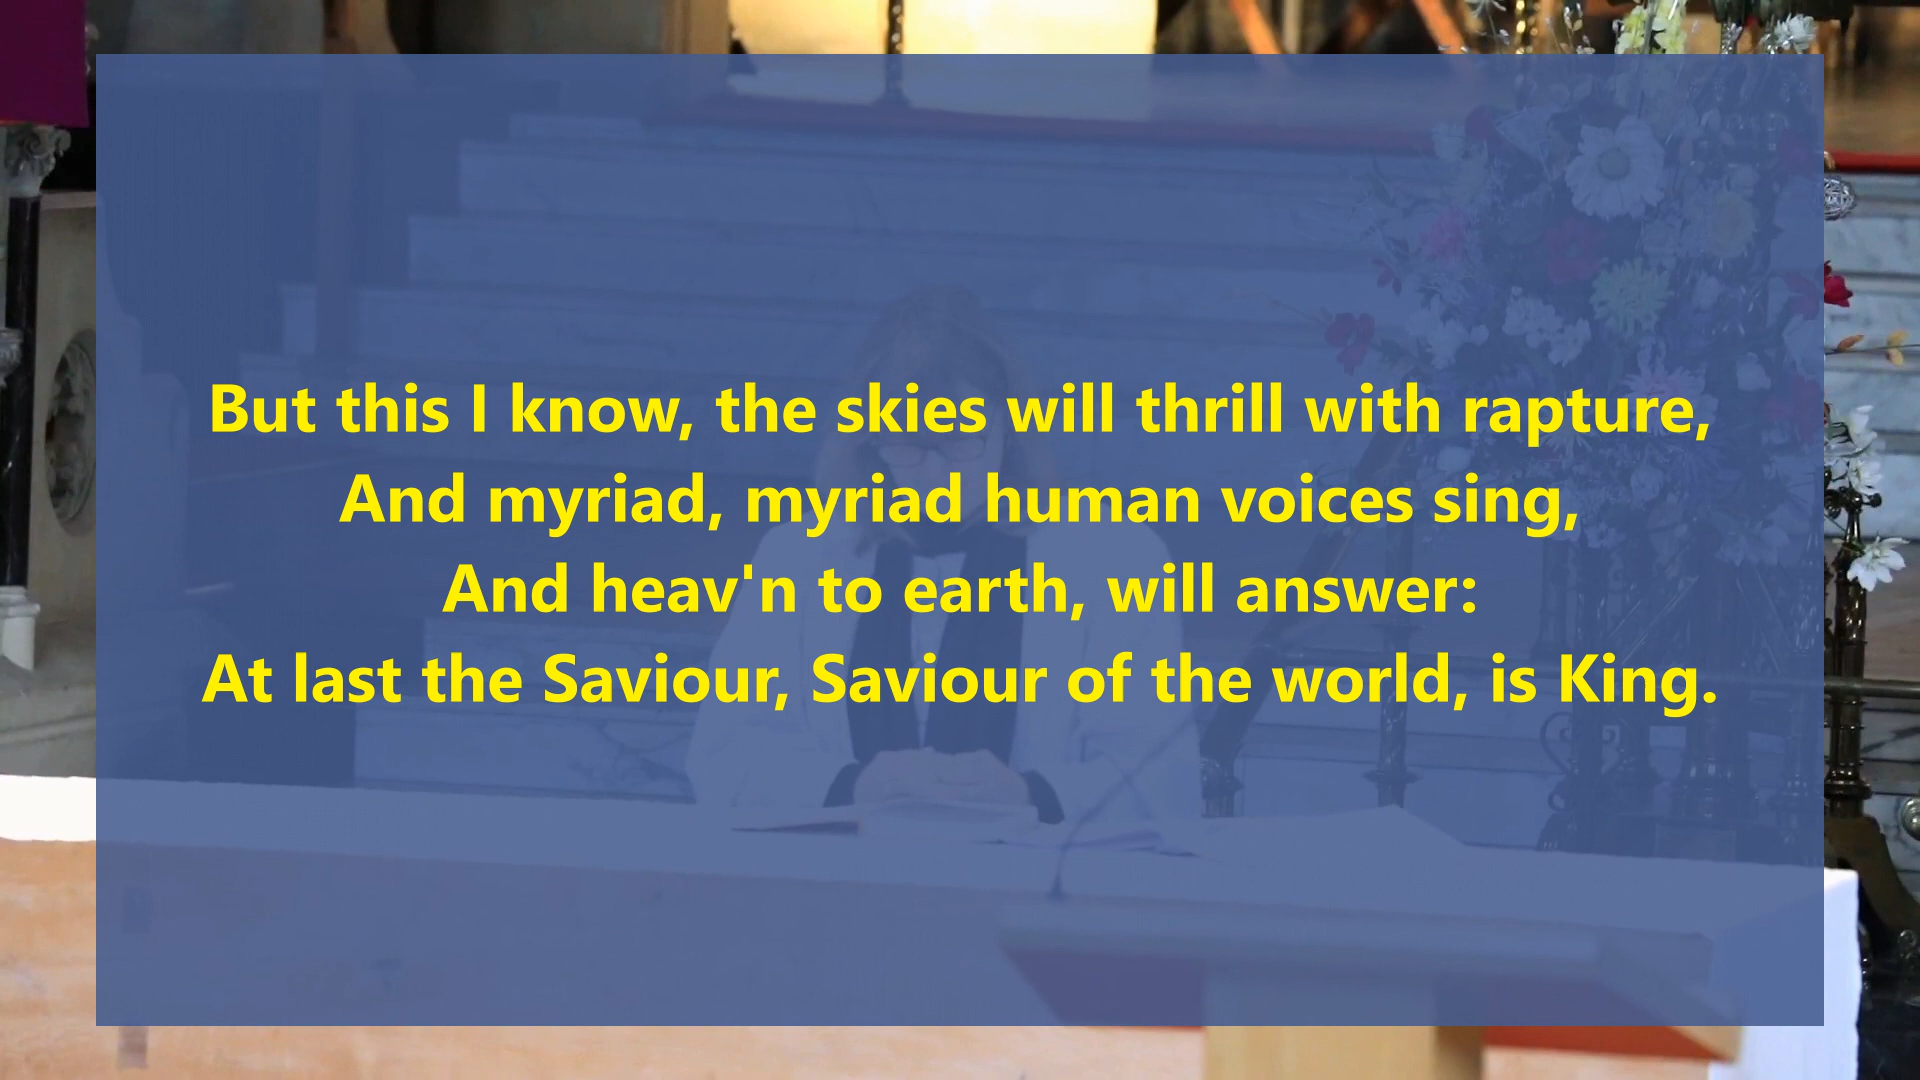 But this I know, the skies will thrill with rapture,
And myriad, myriad human voices sing,
And heav'n to earth, will answer:
At last the Saviour, Saviour of the world, is King.